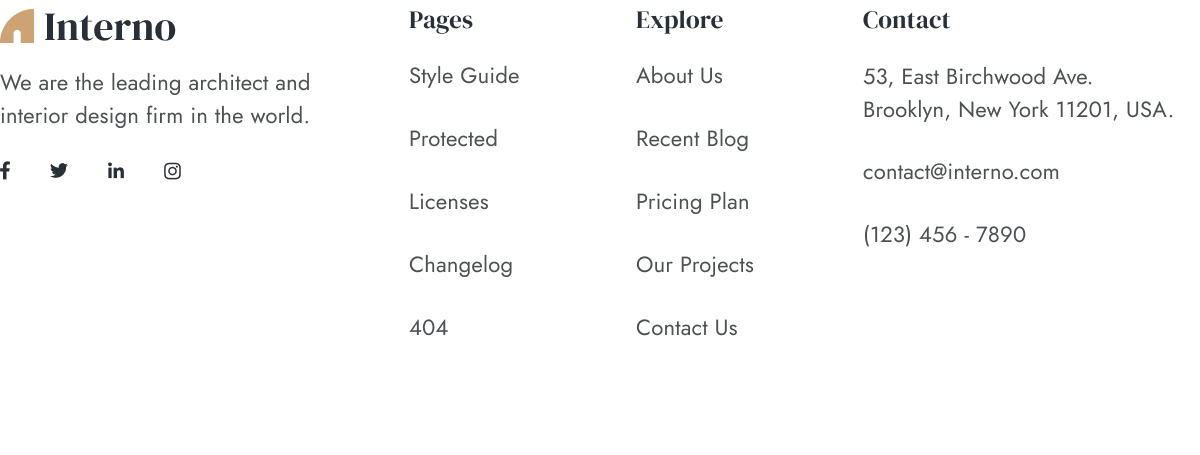 Interno
We are the leading architect and
interior design firm in the world.
Pages
Style Guide
Protected
Licenses
Changelog
404
Explore
About Us
Recent Blog
Pricing Plan
Our Projects
Contact Us
Contact
53, East Birchwood Ave.
Brooklyn, New York 11201, USA.
contact@interno.com
(123) 456 - 7890